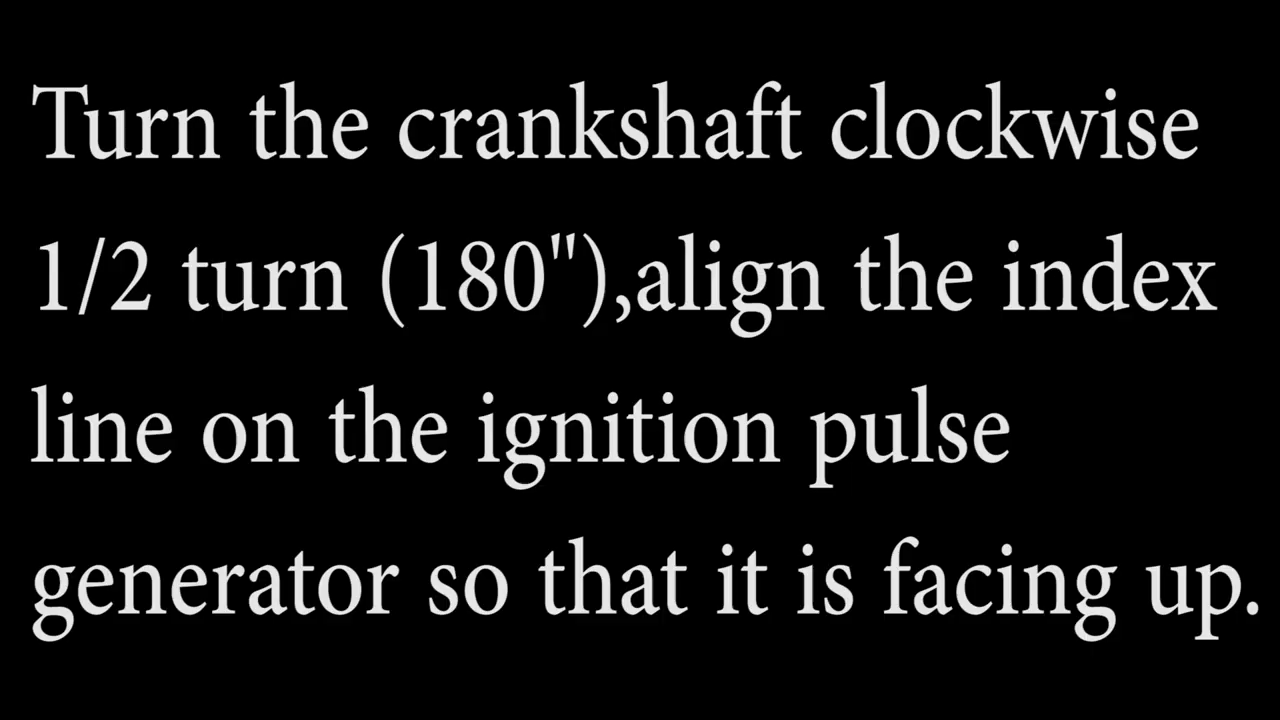 Turn the crankshaft clockwise
1/2 turn (180"),align the index
line on the ignition pulse
generator so that it is facing up.